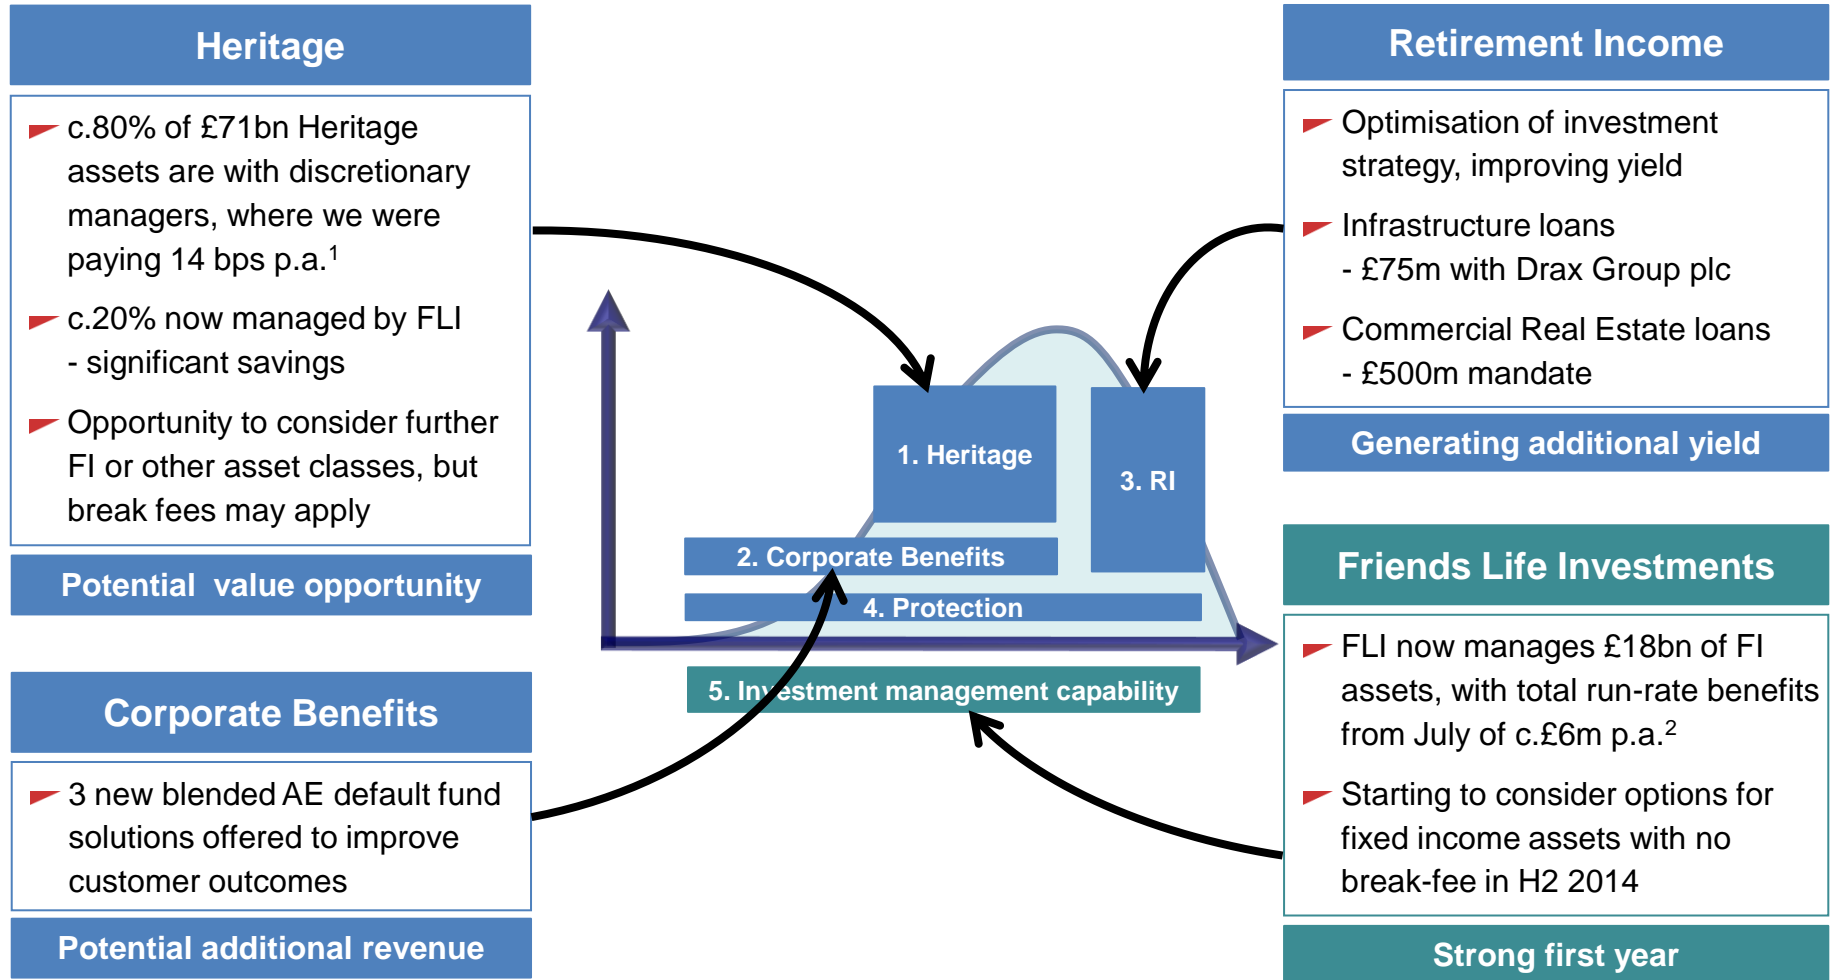 Heritage
c.80% of £71bn Heritage
assets are with discretionary
managers, where we were
paying 14 bps p.a.¹
c.20% now managed by FLI
- significant savings
Opportunity to consider further
FI or other asset classes, but
break fees may apply
Potential value opportunity
Corporate Benefits
3 new blended AE default fund
solutions offered to improve
customer outcomes
Potential additional revenue
1. Heritage
3. RI
2. Corporate Benefits
4. Protection
5. Investment management capability
Retirement Income
Optimisation of investment
strategy, improving yield
Infrastructure loans
- £75m with Drax Group plc
Commercial Real Estate loans
- £500m mandate
Generating additional yield
Friends Life Investments
FLI now manages £18bn of FI
assets, with total run-rate benefits
from July of c.£6m p.a.²
Starting to consider options for
fixed income assets with no
break-fee in H2 2014
Strong first year